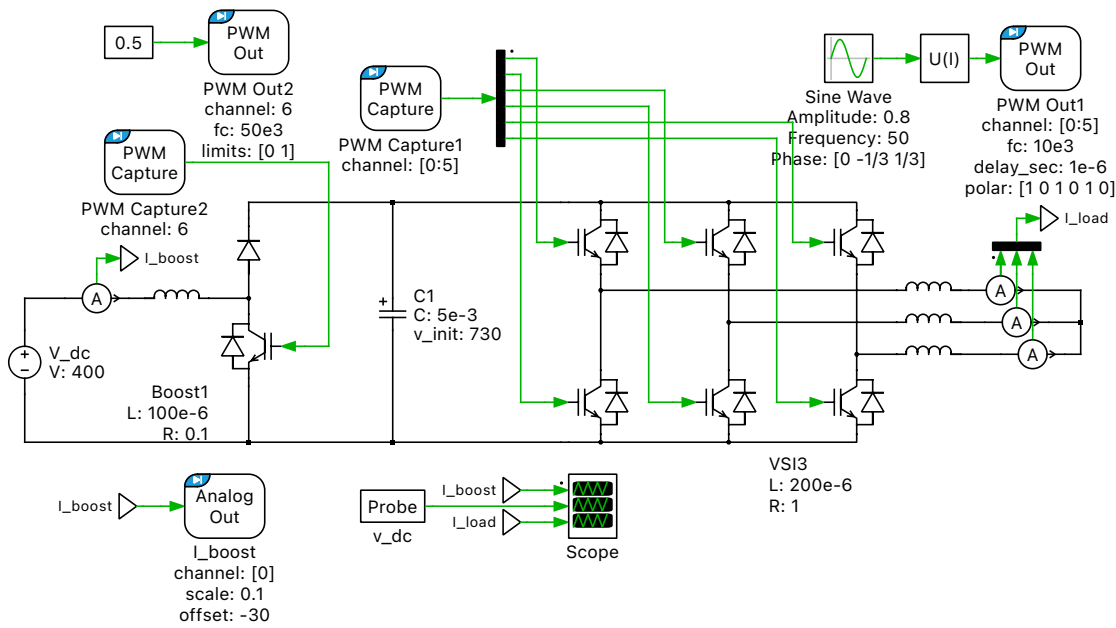 0.5
PWM
Out
PWM Out2
channel: 6
fc: 50e3
limits: [0 1]
PWM
Capture
PWM Capture1
channel: [0:5]
Sine Wave
Amplitude: 0.8
Frequency: 50
Phase: [0 -1/3 1/3]
U(I)
PWM
Out
PWM Out1
channel: [0:5]
fc: 10e3
delay_sec: 1e-6
polar: [1 0 1 0 1 0]
PWM
Capture
PWM Capture2
channel: 6
I_boost
A
I_load
V_dc
V: 400
Boost1
L: 100e-6
R: 0.1
C1
C: 5e-3
v_init: 730
A
A
A
VSI3
L: 200e-6
R: 1
I_boost
Analog
Out
I_boost
channel: [0]
scale: 0.1
offset: -30
Probe
v_dc
I_boost
I_load
Scope